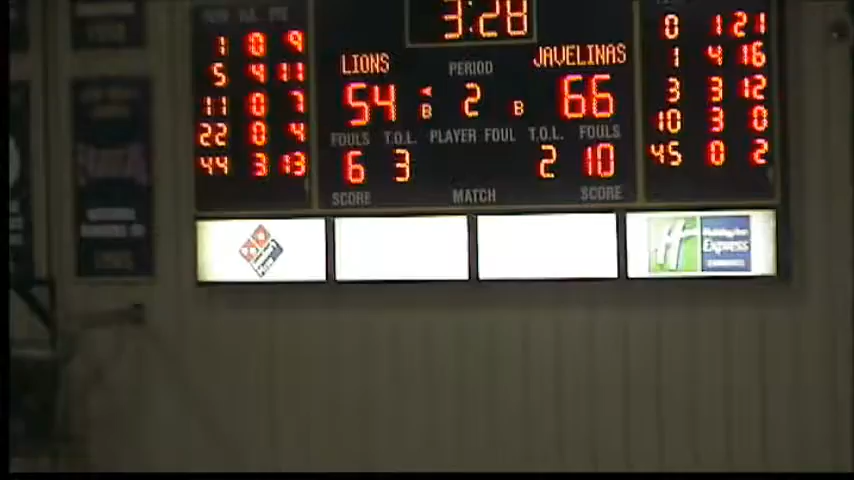 3:28
LIONS PERIOD JAVELINAS
54 B 2 B 66
FOULS T.O.L. PLAYER FOUL T.O.L. FOULS
6 3 2 10
SCORE MATCH SCORE
1 0 9
5 4 11
11 0 7
22 0 4
44 3 13
0 1 21
1 4 16
3 3 12
10 3 0
45 0 2
Holiday Inn
Express